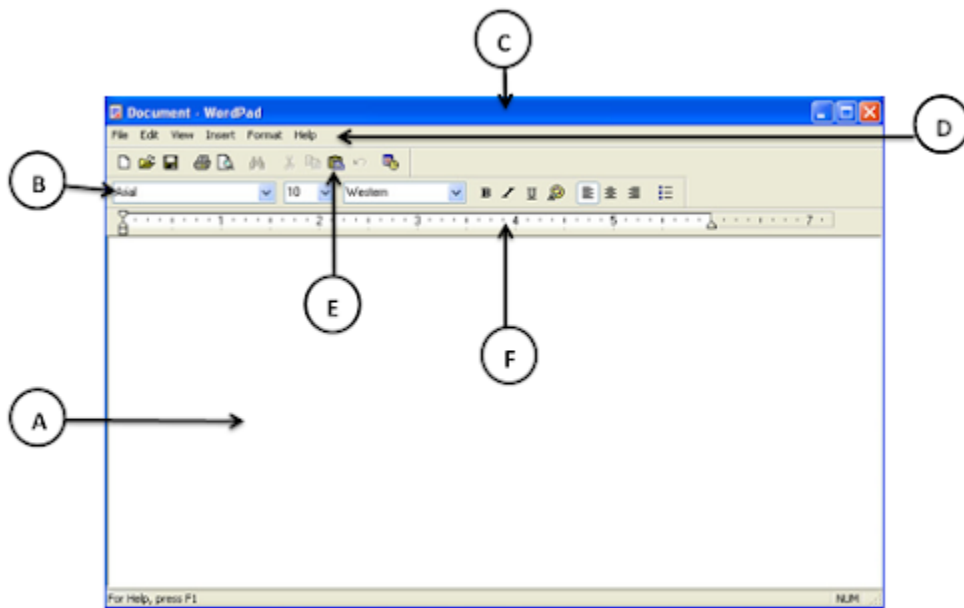 C
Document - WordPad
File Edit View Insert Format Help
D
B
Arial 10 Western B I U
1 2 3 4 5 7
E
F
A
For Help, press F1 NUM